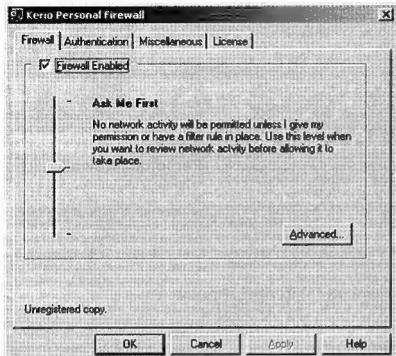 Kerio Personal Firewall
Firewall Authentication Miscellaneous License
Firewall Enabled
Ask Me First
No network activity will be permitted unless I give my
permission or have a filter rule in place. Use this level when
you want to review network activity before allowing it to
take place.
Advanced...
Unregistered copy.
OK Cancel Apply Help